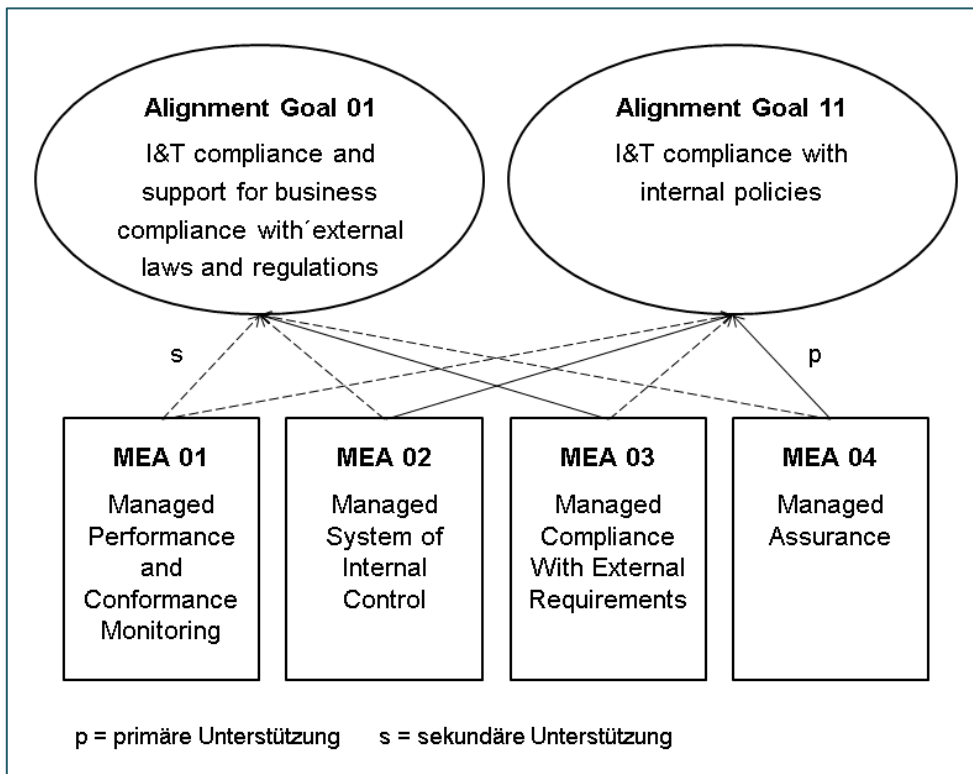 Alignment Goal 01
I&T compliance and
support for business
compliance with´external
laws and regulations
Alignment Goal 11
I&T compliance with
internal policies
s
p
MEA 01
Managed
Performance
and
Conformance
Monitoring
MEA 02
Managed
System of
Internal
Control
MEA 03
Managed
Compliance
With External
Requirements
MEA 04
Managed
Assurance
p = primäre Unterstützung s = sekundäre Unterstützung